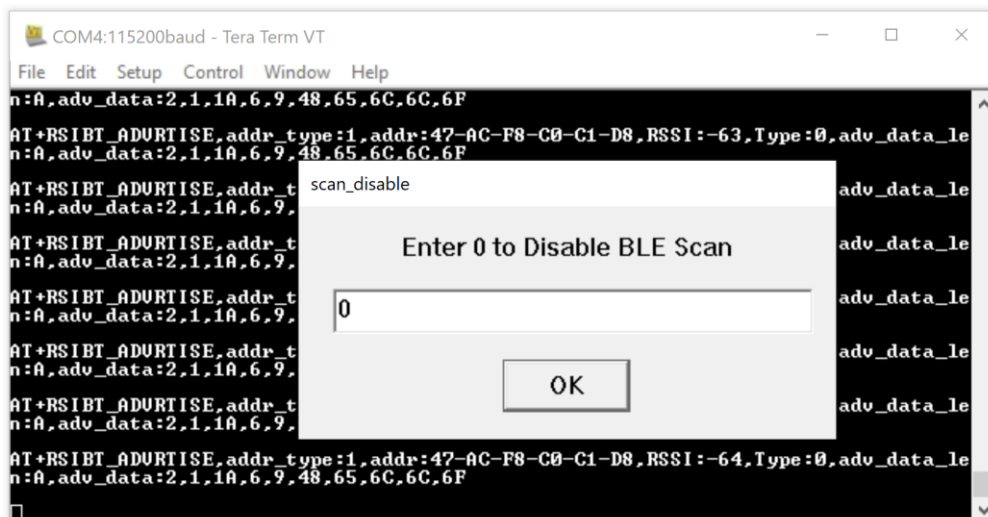 COM4:115200baud - Tera Term VT
File Edit Setup Control Window Help
n:A,adv_data:2,1,1A,6,9,48,65,6C,6C,6F
AT+RSIBT_ADVRTISE,addr_type:1,addr:47-AC-F8-C0-C1-D8,RSSI:-63,Type:0,adv_data_le
n:A,adv_data:2,1,1A,6,9,48,65,6C,6C,6F
scan_disable
AT+RSIBT_ADVRTISE,addr_t adv_data_le
n:A,adv_data:2,1,1A,6,9,
Enter 0 to Disable BLE Scan
AT+RSIBT_ADVRTISE,addr_t adv_data_le
n:A,adv_data:2,1,1A,6,9,
AT+RSIBT_ADVRTISE,addr_t adv_data_le
0
n:A,adv_data:2,1,1A,6,9,
AT+RSIBT_ADVRTISE,addr_t adv_data_le
n:A,adv_data:2,1,1A,6,9,
OK
AT+RSIBT_ADVRTISE,addr_t adv_data_le
n:A,adv_data:2,1,1A,6,9,
AT+RSIBT_ADVRTISE,addr_type:1,addr:47-AC-F8-C0-C1-D8,RSSI:-64,Type:0,adv_data_le
n:A,adv_data:2,1,1A,6,9,48,65,6C,6C,6F